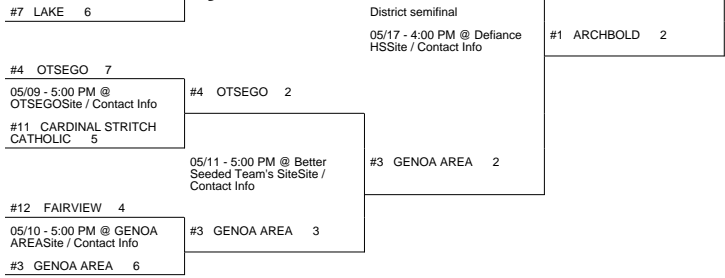 #7 LAKE 6
District semifinal
05/17 - 4:00 PM @ Defiance
HSSite / Contact Info
#1 ARCHBOLD 2
#4 OTSEGO 7
05/09 - 5:00 PM @
OTSEGOSite / Contact Info
#4 OTSEGO 2
#11 CARDINAL STRITCH
CATHOLIC 5
05/11 - 5:00 PM @ Better
Seeded Team's SiteSite /
Contact Info
#3 GENOA AREA 2
#12 FAIRVIEW 4
05/10 - 5:00 PM @ GENOA
AREASite / Contact Info
#3 GENOA AREA 3
#3 GENOA AREA 6